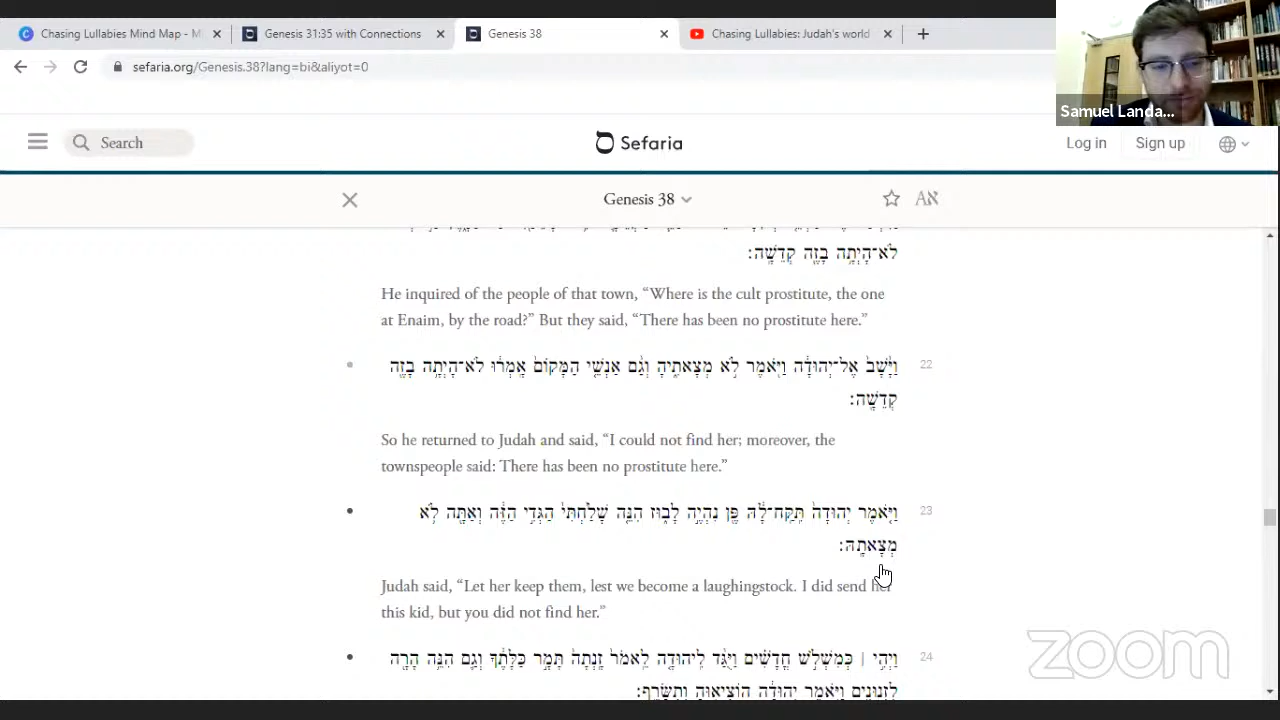 Chasing Lullabies Mind Map - M
Genesis 31:35 with Connections
Genesis 38
Chasing Lullabies: Judah's world
sefaria.org/Genesis.38?lang=bi&aliyot=0
Samuel Landa...
Search
Sefaria
Log in
Sign up
Genesis 38
לֹא־הָיְתָ֥ה בָזֶ֖ה קְדֵשָֽׁה׃
He inquired of the people of that town, “Where is the cult prostitute, the one
at Enaim, by the road?” But they said, “There has been no prostitute here.”
22
וַיָּ֙שׇׁב֙ אֶל־יְהוּדָ֔ה וַיֹּ֖אמֶר לֹ֣א מְצָאתִ֑יהָ וְגַ֨ם אַנְשֵׁ֤י הַמָּקוֹם֙ אָֽמְר֔וּ לֹא־הָיְתָ֥ה בָזֶ֖ה
קְדֵשָֽׁה׃
So he returned to Judah and said, “I could not find her; moreover, the
townspeople said: There has been no prostitute here.”
23
וַיֹּ֤אמֶר יְהוּדָה֙ תִּֽקַּֽח־לָ֔הּ פֶּ֖ן נִהְיֶ֣ה לָב֑וּז הִנֵּ֤ה שָׁלַ֙חְתִּי֙ הַגְּדִ֣י הַזֶּ֔ה וְאַתָּ֖ה לֹ֥א
מְצָאתָֽהּ׃
Judah said, “Let her keep them, lest we become a laughingstock. I did send her
this kid, but you did not find her.”
24
וַיְהִ֣י ׀ כְּמִשְׁלֹ֣שׁ חֳדָשִׁ֗ים וַיֻּגַּ֨ד לִֽיהוּדָ֤ה לֵֽאמֹר֙ זָֽנְתָה֙ תָּמָ֣ר כַּלָּתֶ֔ךָ וְגַ֛ם הִנֵּ֥ה הָרָ֖ה
לִזְנוּנִ֑ים וַיֹּ֣אמֶר יְהוּדָ֔ה הוֹצִיא֖וּהָ וְתִשָּׂרֵֽף׃
zoom